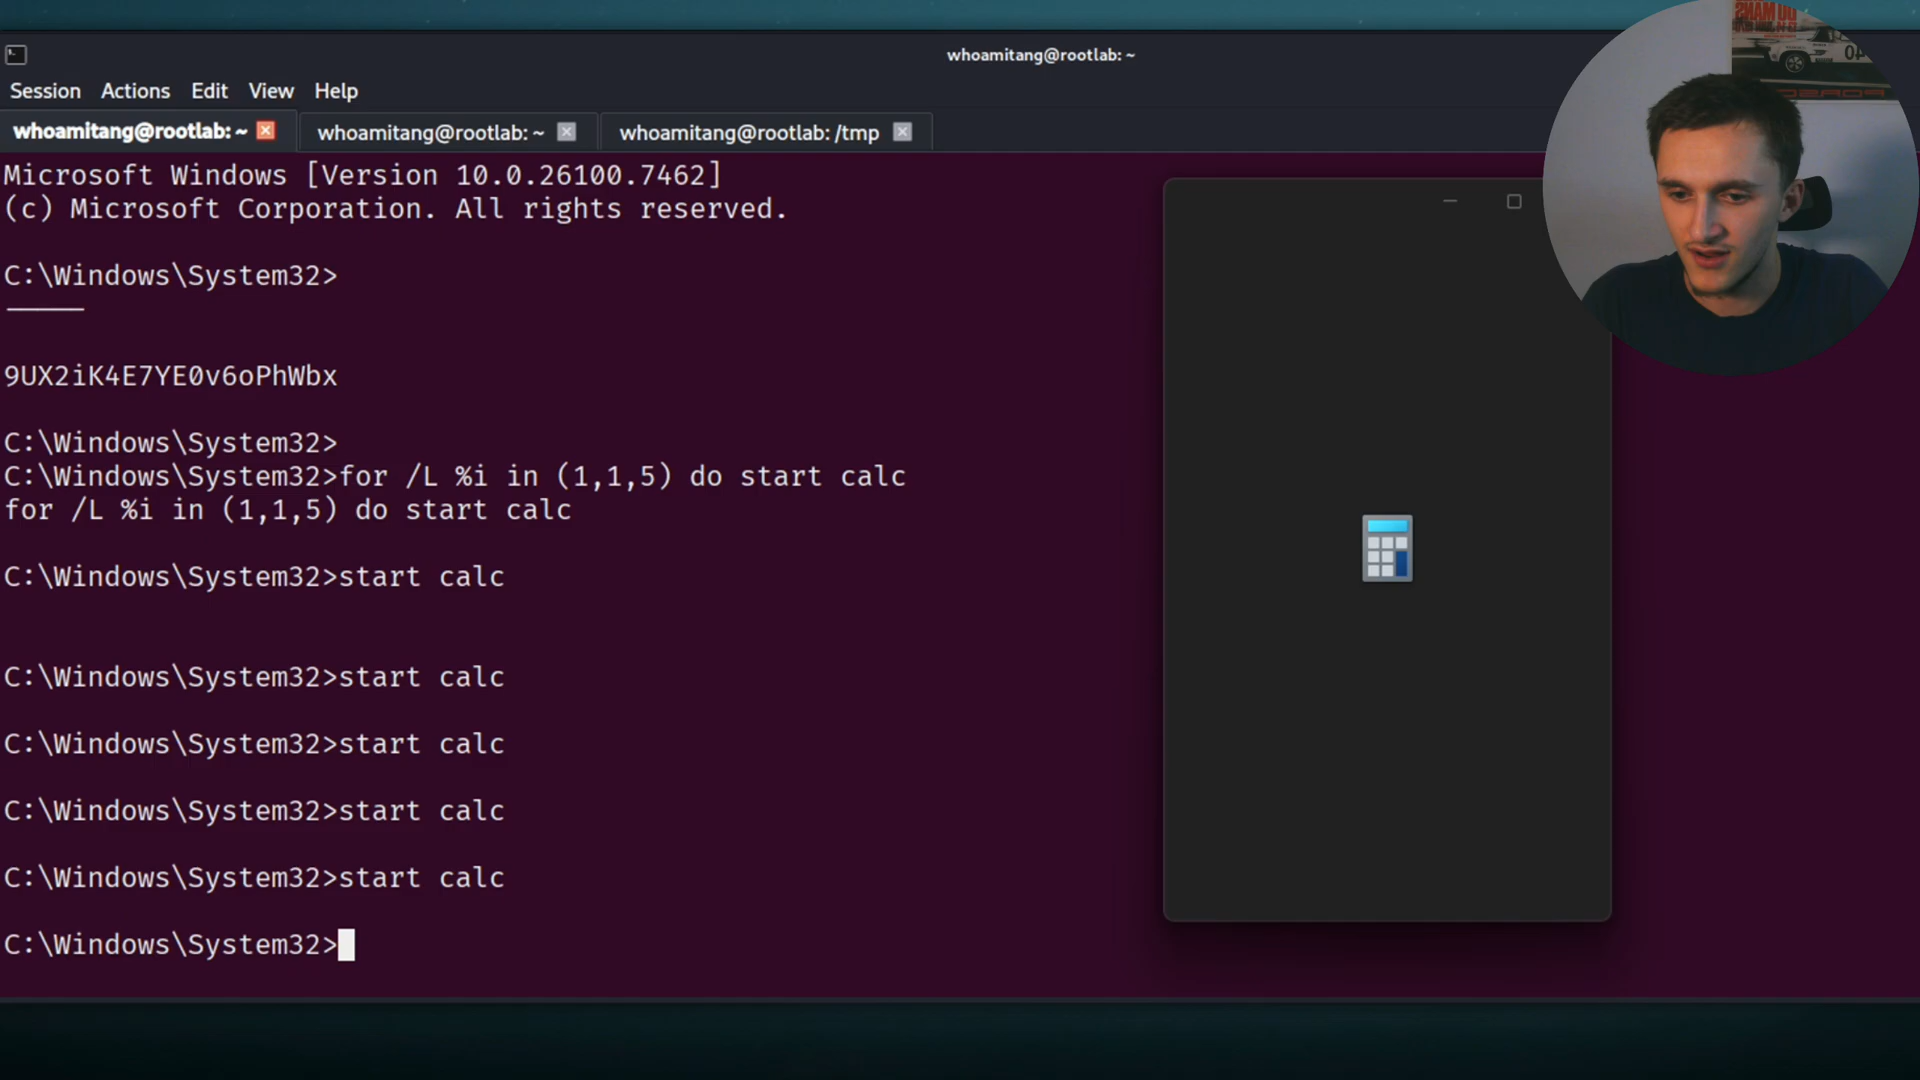 whoamitang@rootlab: ~
Session Actions Edit View Help
whoamitang@rootlab: ~ whoamitang@rootlab: ~ whoamitang@rootlab: /tmp
Microsoft Windows [Version 10.0.26100.7462]
(c) Microsoft Corporation. All rights reserved.
C:\Windows\System32>
9UX2iK4E7YE0v6oPhWbx
C:\Windows\System32>
C:\Windows\System32>for /L %i in (1,1,5) do start calc
for /L %i in (1,1,5) do start calc
C:\Windows\System32>start calc
C:\Windows\System32>start calc
C:\Windows\System32>start calc
C:\Windows\System32>start calc
C:\Windows\System32>start calc
C:\Windows\System32>